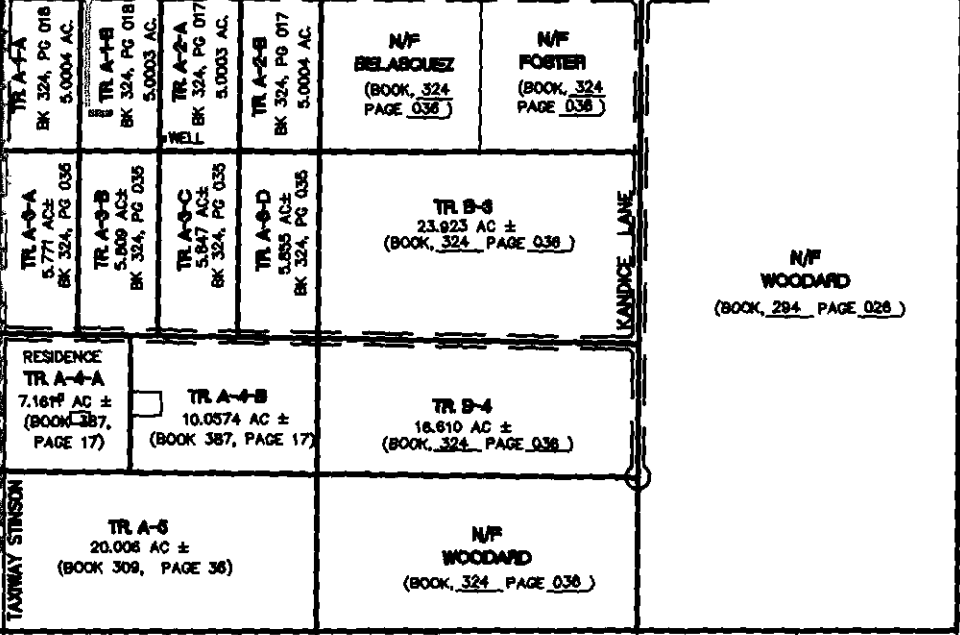 TR. A-1-A
BK 324, PG 018
5.0004 AC.
TR. A-1-B
BK 324, PG 018
5.0003 AC.
TR. A-2-A
BK 324, PG 017
5.0003 AC.
WELL
TR. A-2-B
BK 324, PG 017
5.0004 AC.
N/F
BELASQUEZ
(BOOK, 324
PAGE 036)
N/F
FOSTER
(BOOK, 324
PAGE 036)
TR. A-3-A
5.771 AC±
BK 324, PG 035
TR. A-3-B
5.809 AC±
BK 324, PG 035
TR. A-3-C
5.847 AC±
BK 324, PG 035
TR. A-3-D
5.855 AC±
BK 324, PG 035
TR. B-3
23.923 AC ±
(BOOK, 324 PAGE 036)
KANDICE LANE
N/F
WOODARD
(BOOK, 294 PAGE 026)
RESIDENCE
TR. A-4-A
AC ±
(BOOK 387,
PAGE 17)
TR. A-4-B
10.0574 AC ±
(BOOK 387, PAGE 17)
TR. B-4
16.610 AC ±
(BOOK, 324 PAGE 036)
TAXIWAY STINSON
TR. A-5
20.006 AC ±
(BOOK 309, PAGE 36)
N/F
WOODARD
(BOOK, 324 PAGE 036)